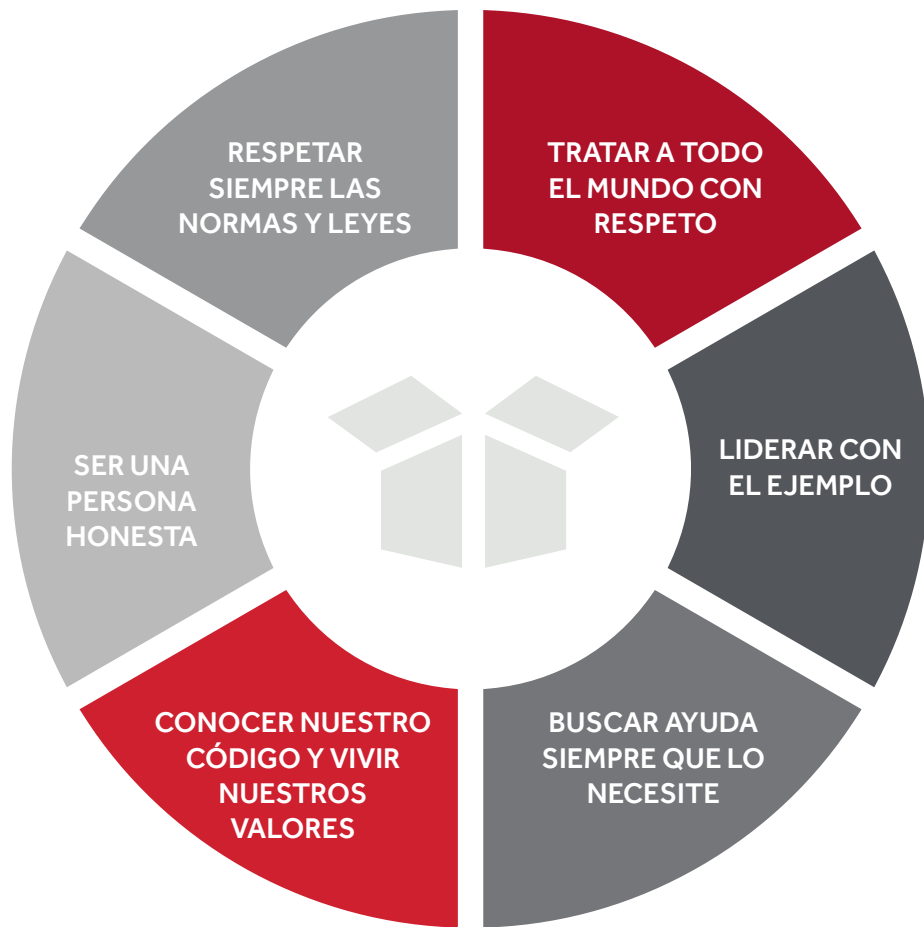 RESPETAR
SIEMPRE LAS
NORMAS Y LEYES
TRATAR A TODO
EL MUNDO CON
RESPETO
LIDERAR CON
EL EJEMPLO
BUSCAR AYUDA
SIEMPRE QUE LO
NECESITE
CONOCER NUESTRO
CÓDIGO Y VIVIR
NUESTROS
VALORES
SER UNA
PERSONA
HONESTA